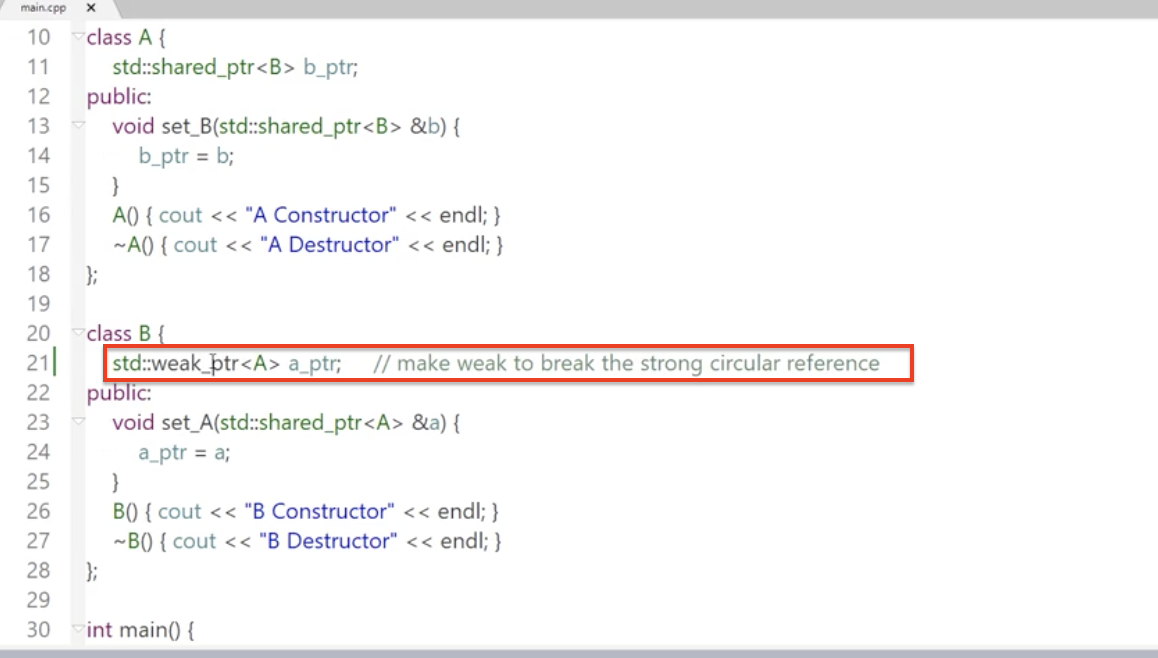 main.cpp x
10 class A {
11 std::shared_ptr<B> b_ptr;
12 public:
13 void set_B(std::shared_ptr<B> &b) {
14 b_ptr = b;
15 }
16 A() { cout << "A Constructor" << endl; }
17 ~A() { cout << "A Destructor" << endl; }
18 };
19
20 class B {
21 std::weak_ptr<A> a_ptr; // make weak to break the strong circular reference
22 public:
23 void set_A(std::shared_ptr<A> &a) {
24 a_ptr = a;
25 }
26 B() { cout << "B Constructor" << endl; }
27 ~B() { cout << "B Destructor" << endl; }
28 };
29
30 int main() {